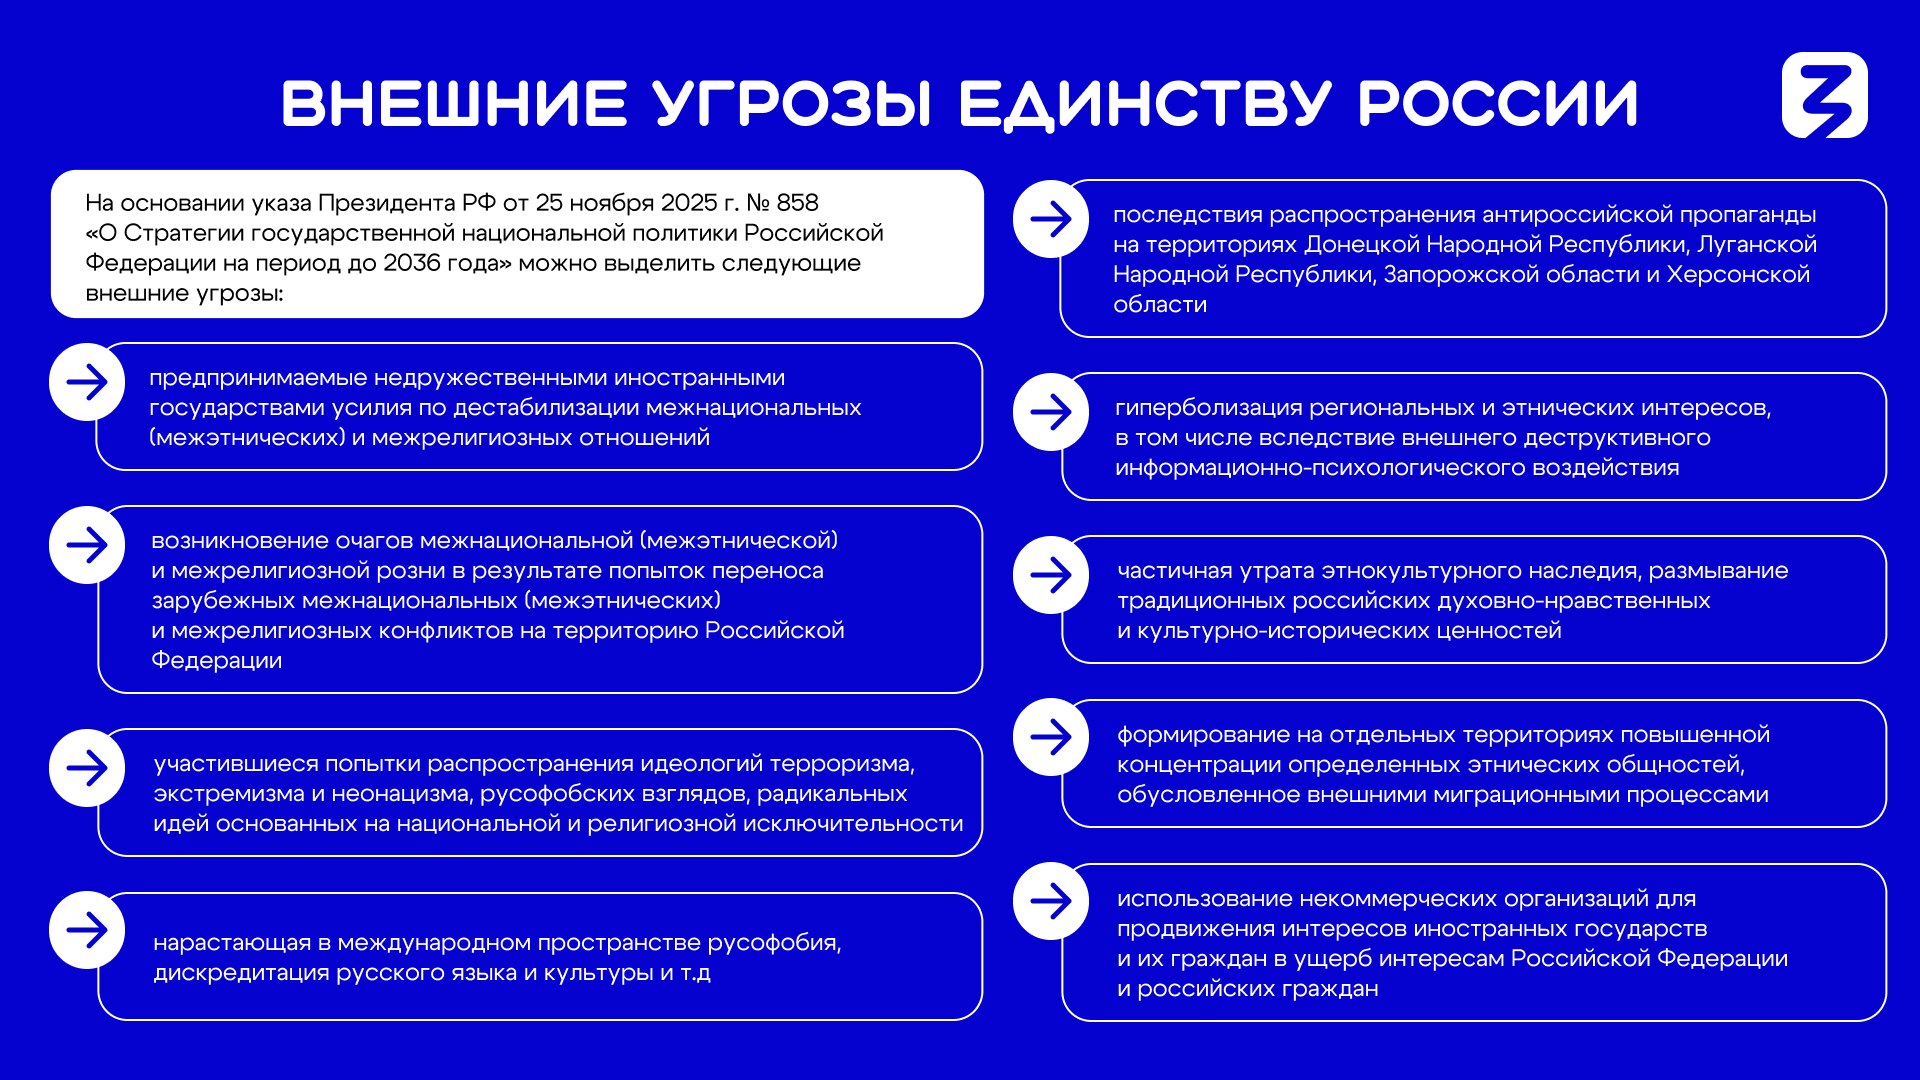 ВНЕШНИЕ УГРОЗЫ ЕДИНСТВУ РОССИИ
На основании указа Президента РФ от 25 ноября 2025 г. № 858
«О Стратегии государственной национальной политики Российской
Федерации на период до 2036 года» можно выделить следующие
внешние угрозы:
предпринимаемые недружественными иностранными
государствами усилия по дестабилизации межнациональных
(межэтнических) и межрелигиозных отношений
возникновение очагов межнациональной (межэтнической)
и межрелигиозной розни в результате попыток переноса
зарубежных межнациональных (межэтнических)
и межрелигиозных конфликтов на территорию Российской
Федерации
участившиеся попытки распространения идеологий терроризма,
экстремизма и неонацизма, русофобских взглядов, радикальных
идей основанных на национальной и религиозной исключительности
нарастающая в международном пространстве русофобия,
дискредитация русского языка и культуры и т.д
последствия распространения антироссийской пропаганды
на территориях Донецкой Народной Республики, Луганской
Народной Республики, Запорожской области и Херсонской
области
гиперболизация региональных и этнических интересов,
в том числе вследствие внешнего деструктивного
информационно-психологического воздействия
частичная утрата этнокультурного наследия, размывание
традиционных российских духовно-нравственных
и культурно-исторических ценностей
формирование на отдельных территориях повышенной
концентрации определенных этнических общностей,
обусловленное внешними миграционными процессами
использование некоммерческих организаций для
продвижения интересов иностранных государств
и их граждан в ущерб интересам Российской Федерации
и российских граждан